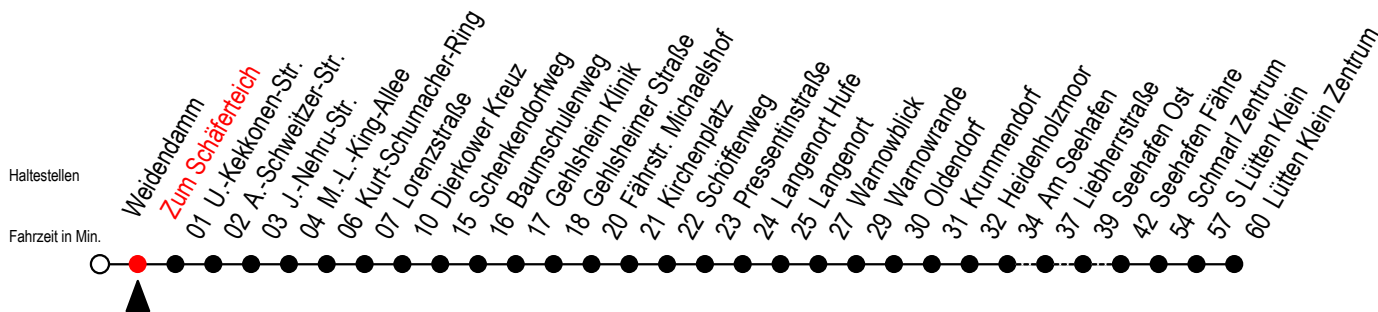 Haltestellen
Fahrzeit in Min.
Weidendamm
Zum Schäferteich
01 U.-Kekkonen-Str.
02 A.-Schweitzer-Str.
03 J.-Nehru-Str.
04 M.-L.-King-Allee
06 Kurt-Schumacher-Ring
07 Lorenzstraße
10 Dierkower Kreuz
15 Schenkendorfweg
16 Baumschulenweg
17 Gehlsheim Klinik
18 Gehlsheimer Straße
20 Fährstr. Michaelshof
21 Kirchenplatz
22 Schöffenweg
23 Pressentinstraße
24 Langenort Hufe
25 Langenort
27 Warnowblick
29 Warnowrande
30 Oldendorf
31 Krummendorf
32 Heidenholzmoor
34 Am Seehafen
37 Liebherrstraße
39 Seehafen Ost
42 Seehafen Fähre
54 Schmarl Zentrum
57 S Lütten Klein
60 Lütten Klein Zentrum